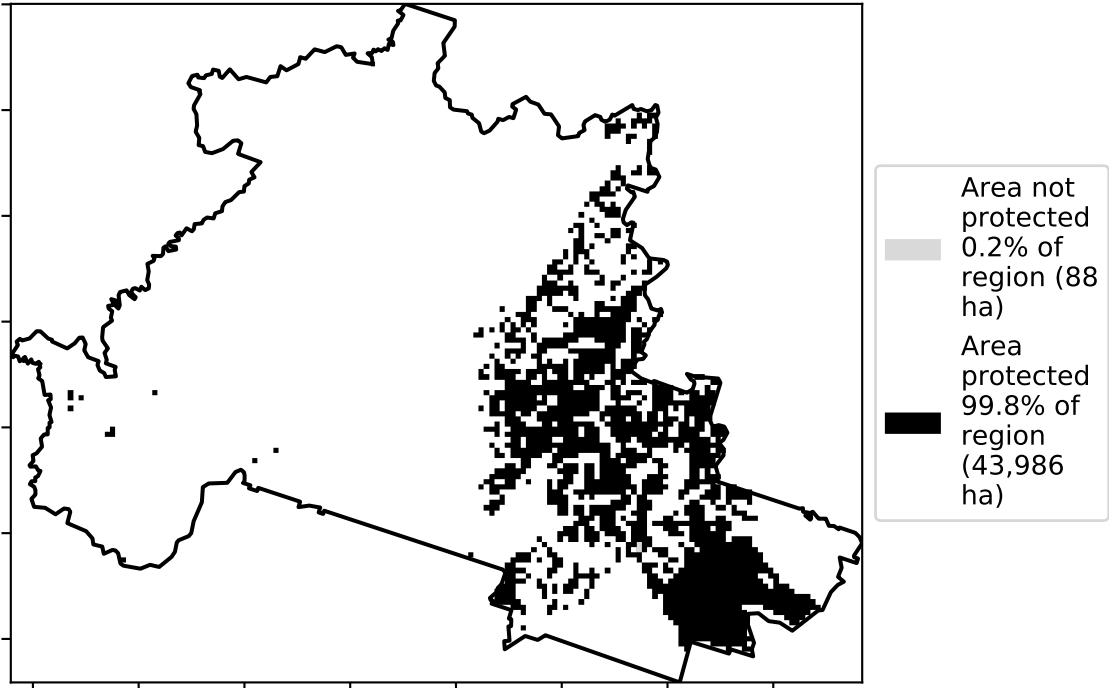 Area not
protected
0.2% of
region (88
ha)
Area
protected
99.8% of
region
(43,986
ha)